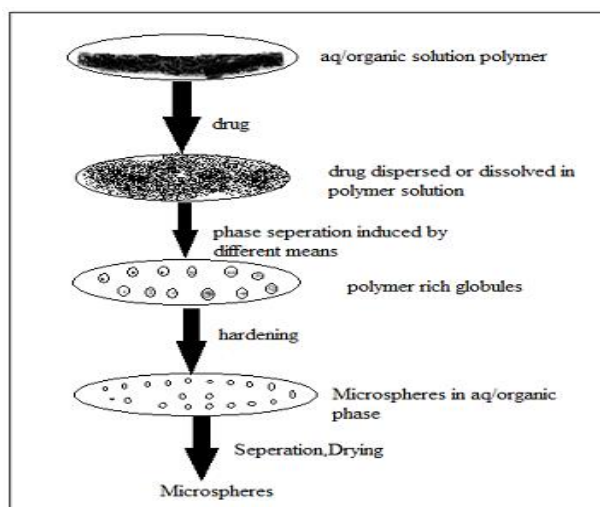 aq/organic solution polymer
drug
drug dispersed or dissolved in
polymer solution
phase seperation induced by
different means
polymer rich globules
hardening
Microspheres in aq/organic
phase
Seperation,Drying
Microspheres